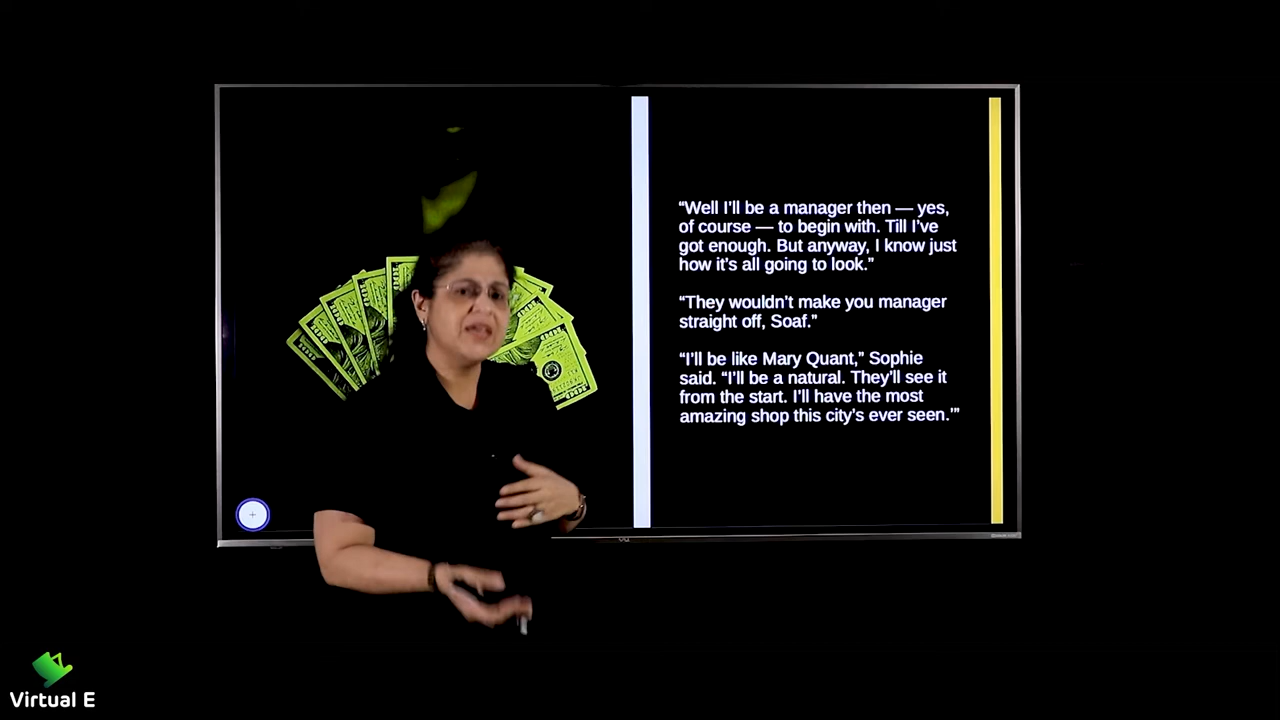 “Well I’ll be a manager then — yes,
of course — to begin with. Till I’ve
got enough. But anyway, I know just
how it’s all going to look.”
“They wouldn’t make you manager
straight off, Soaf.”
“I’ll be like Mary Quant,” Sophie
said. “I’ll be a natural. They’ll see it
from the start. I’ll have the most
amazing shop this city’s ever seen.’”
Virtual E